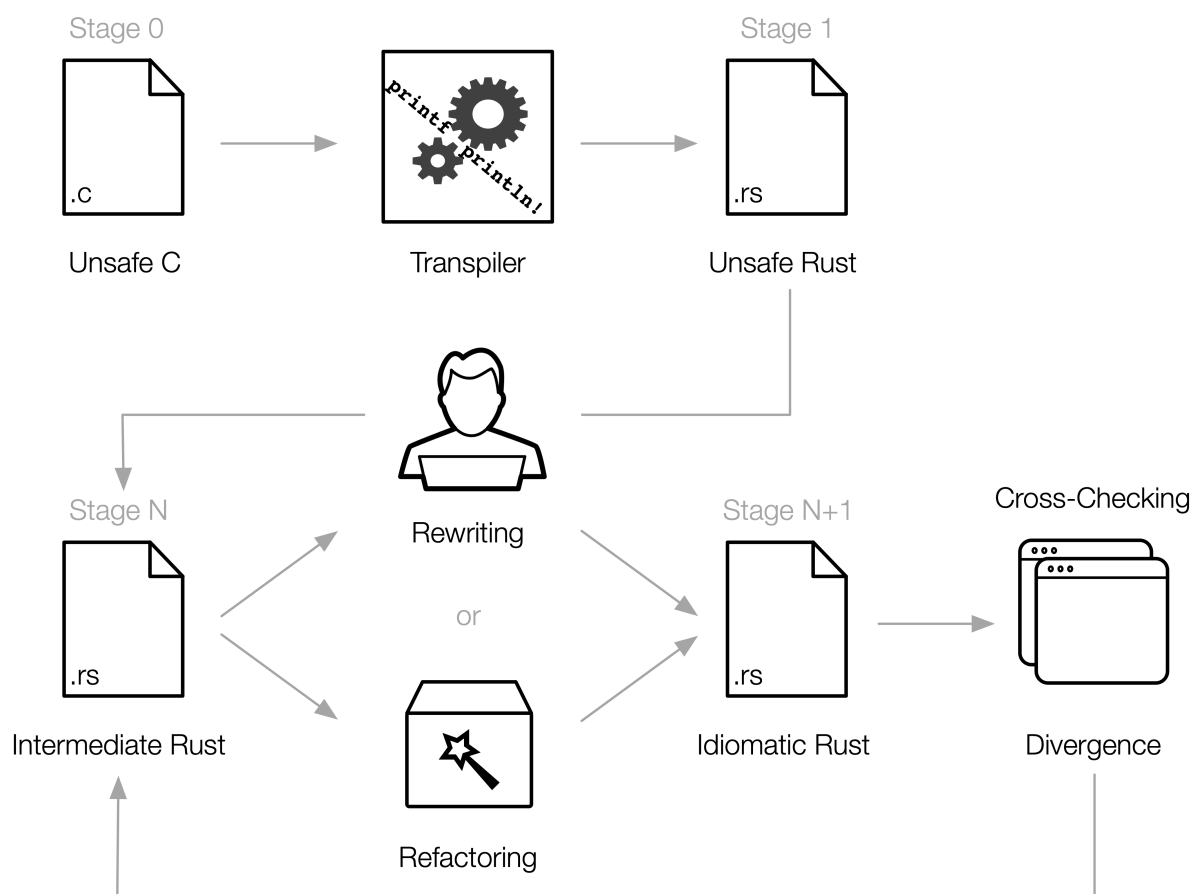 Stage 0
Stage 1
printf
println!
.c
.rs
Unsafe C
Transpiler
Unsafe Rust
Stage N
Rewriting
Stage N+1
Cross-Checking
or
.rs
.rs
Intermediate Rust
Idiomatic Rust
Divergence
Refactoring